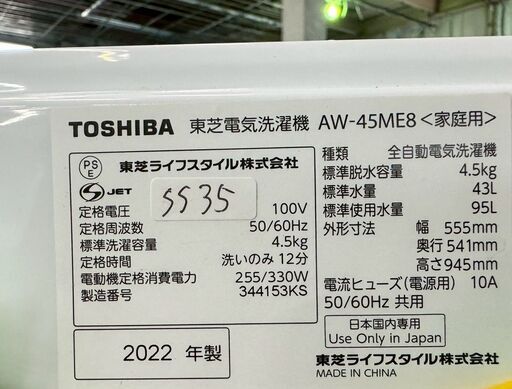 TOSHIBA 東芝電気洗濯機 AW-45ME8<家庭用>
PS
E
東芝ライフスタイル株式会社
S JET
SS35
定格電圧 100V
定格周波数 50/60Hz
標準洗濯容量 4.5kg
定格時間 洗いのみ 12分
電動機定格消費電力 255/330W
製造番号 344153KS
2022 年製
種類 全自動電気洗濯機
標準脱水容量 4.5kg
標準水量 43L
標準使用水量 95L
外形寸法 幅 555mm
奥行 541mm
高さ 945mm
電流ヒューズ(電源用) 10A
50/60Hz 共用
日本国内専用
Use Only in Japan
東芝ライフスタイル株式会社
MADE IN CHINA